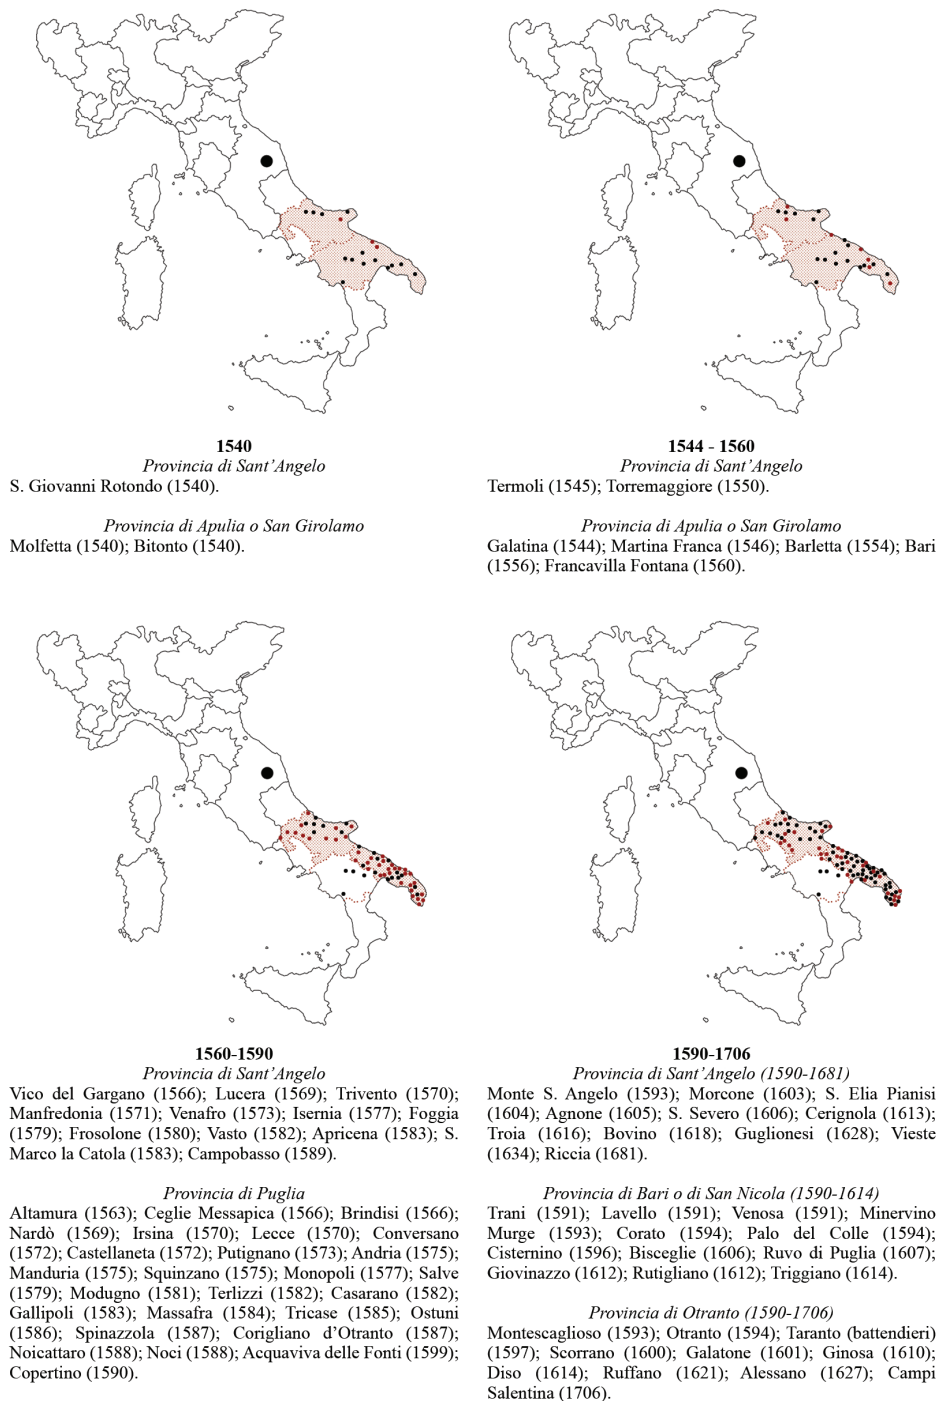 1540
Provincia di Sant’Angelo
S. Giovanni Rotondo (1540).
Provincia di Apulia o San Girolamo
Molfetta (1540); Bitonto (1540).
1544 - 1560
Provincia di Sant’Angelo
Termoli (1545); Torremaggiore (1550).
Provincia di Apulia o San Girolamo
Galatina (1544); Martina Franca (1546); Barletta (1554); Bari
(1556); Francavilla Fontana (1560).
1560-1590
Provincia di Sant’Angelo
Vico del Gargano (1566); Lucera (1569); Trivento (1570);
Manfredonia (1571); Venafro (1573); Isernia (1577); Foggia
(1579); Frosolone (1580); Vasto (1582); Apricena (1583); S.
Marco la Catola (1583); Campobasso (1589).
Provincia di Puglia
Altamura (1563); Ceglie Messapica (1566); Brindisi (1566);
Nardò (1569); Irsina (1570); Lecce (1570); Conversano
(1572); Castellaneta (1572); Putignano (1573); Andria (1575);
Manduria (1575); Squinzano (1575); Monopoli (1577); Salve
(1579); Modugno (1581); Terlizzi (1582); Casarano (1582);
Gallipoli (1583); Massafra (1584); Tricase (1585); Ostuni
(1586); Spinazzola (1587); Corigliano d’Otranto (1587);
Noicattaro (1588); Noci (1588); Acquaviva delle Fonti (1599);
Copertino (1590).
1590-1706
Provincia di Sant’Angelo (1590-1681)
Monte S. Angelo (1593); Morcone (1603); S. Elia Pianisi
(1604); Agnone (1605); S. Severo (1606); Cerignola (1613);
Troia (1616); Bovino (1618); Guglionesi (1628); Vieste
(1634); Riccia (1681).
Provincia di Bari o di San Nicola (1590-1614)
Trani (1591); Lavello (1591); Venosa (1591); Minervino
Murge (1593); Corato (1594); Palo del Colle (1594);
Cisternino (1596); Bisceglie (1606); Ruvo di Puglia (1607);
Giovinazzo (1612); Rutigliano (1612); Triggiano (1614).
Provincia di Otranto (1590-1706)
Montescaglioso (1593); Otranto (1594); Taranto (battendieri)
(1597); Scorrano (1600); Galatone (1601); Ginosa (1610);
Diso (1614); Ruffano (1621); Alessano (1627); Campi
Salentina (1706).